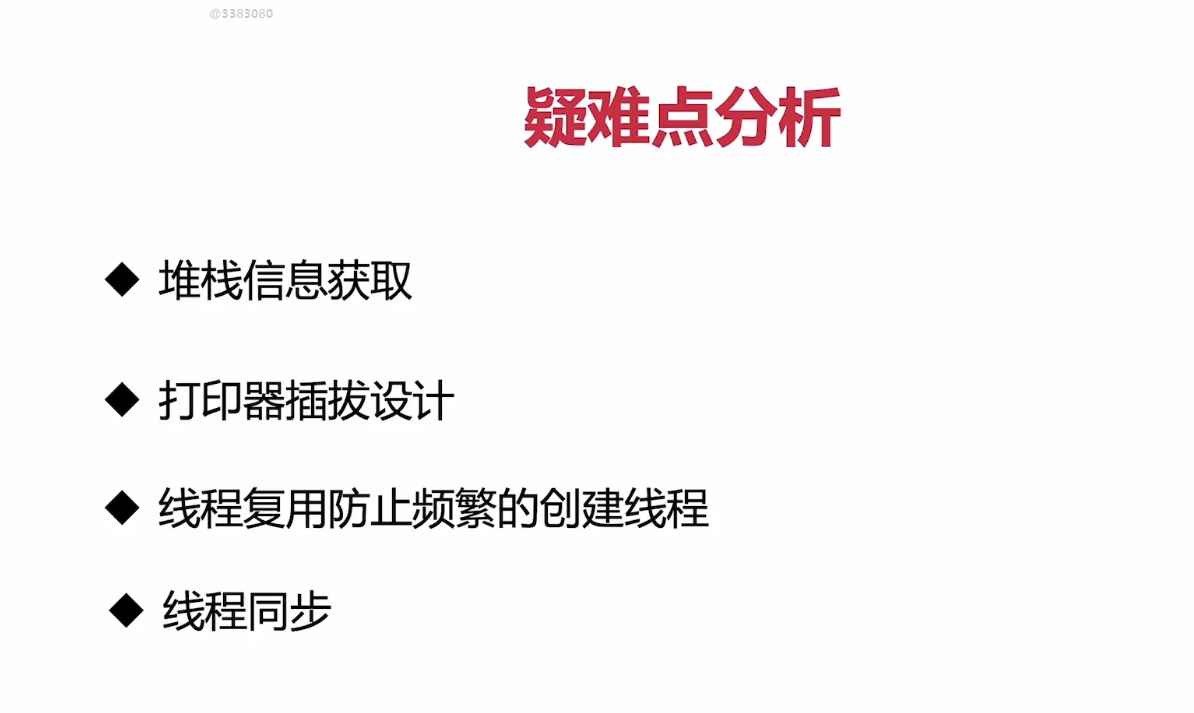 @3383080
疑难点分析
◆ 堆栈信息获取
◆ 打印器插拔设计
◆ 线程复用防止频繁的创建线程
◆ 线程同步